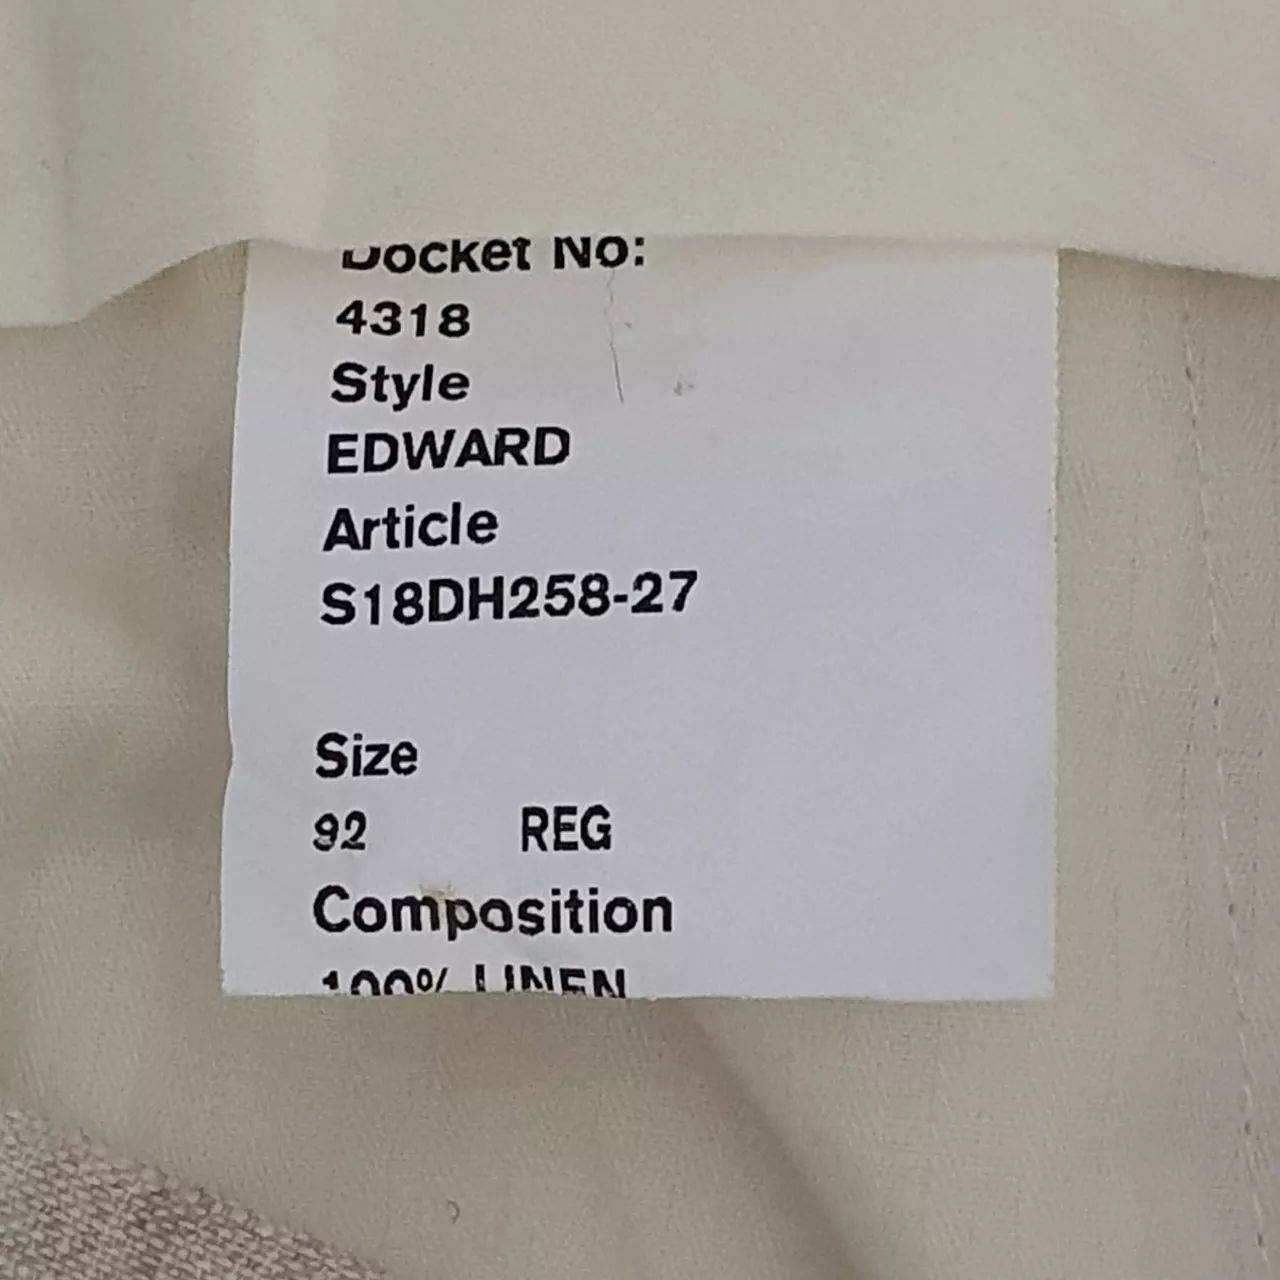 Docket No:
4318
Style
EDWARD
Article
S18DH258-27
Size
92 REG
Composition
100% LINEN